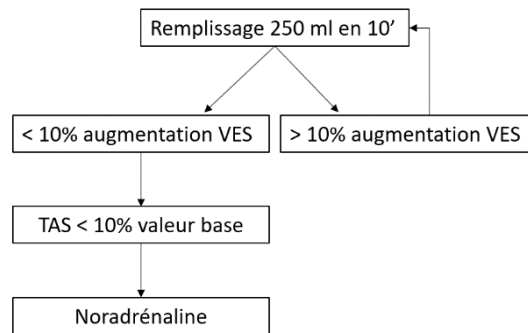 Remplissage 250 ml en 10’
< 10% augmentation VES
> 10% augmentation VES
TAS < 10% valeur base
Noradrénaline